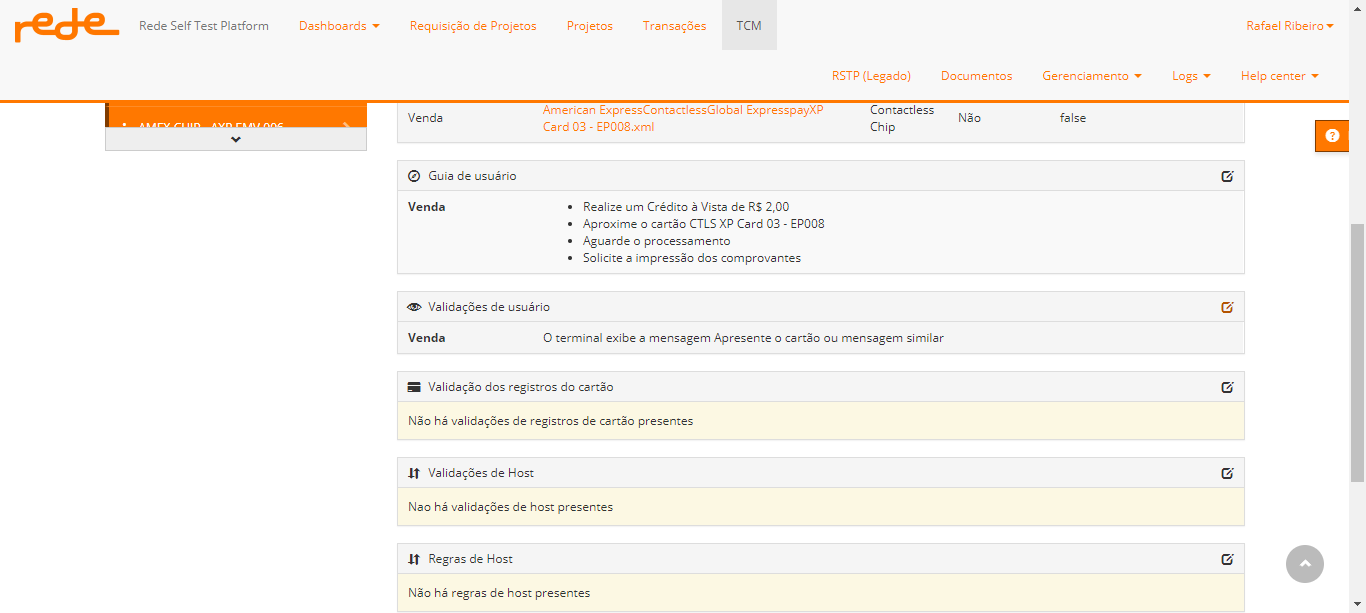 rede
Rede Self Test Platform
Dashboards
Requisição de Projetos
Projetos
Transações
TCM
Rafael Ribeiro
RSTP (Legado)
Documentos
Gerenciamento
Logs
Help center
AMEX CHIP - AXP EMV 006
Venda
American ExpressContactlessGlobal ExpresspayXP
Card 03 - EP008.xml
Contactless
Chip
Não
false
Guia de usuário
Venda
Realize um Crédito à Vista de R$ 2,00
Aproxime o cartão CTLS XP Card 03 - EP008
Aguarde o processamento
Solicite a impressão dos comprovantes
Validações de usuário
Venda
O terminal exibe a mensagem Apresente o cartão ou mensagem similar
Validação dos registros do cartão
Não há validações de registros de cartão presentes
Validações de Host
Nao há validações de host presentes
Regras de Host
Não há regras de host presentes